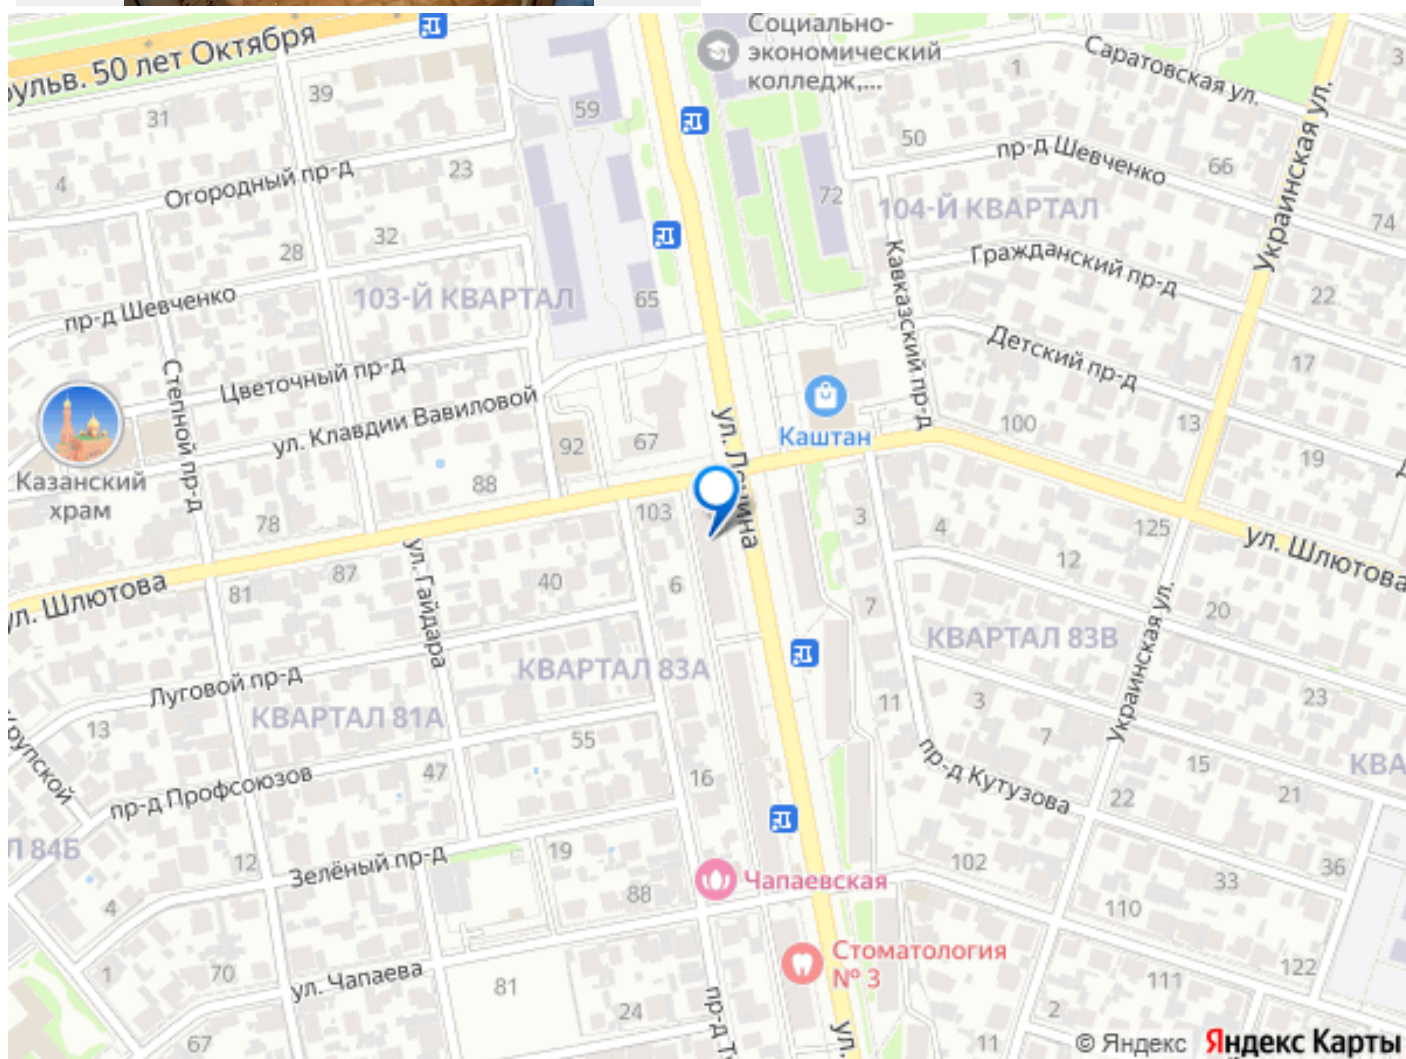 ульв. 50 лет Октября
Социально-
экономический
колледж,...
Саратовская ул.
Украинская ул.
1
3
31
39
59
50
пр-д Шевченко
66
4
Огородный пр-д
23
72
104-Й КВАРТАЛ
74
28
32
Кавказский пр-д
Гражданский пр-д
22
пр-д Шевченко
103-Й КВАРТАЛ
65
Детский пр-д
17
Степной пр-д
Цветочный пр-д
ул. Клавдии Вавиловой
Каштан
100
13
19
Казанский
храм
92
67
ул. Ленина
88
78
103
3
4
125
ул. Шлютова
ул. Шлютова
81
87
ул. Гайдара
40
6
7
12
20
КВАРТАЛ 83А
КВАРТАЛ 83В
Украинская ул.
Луговой пр-д
13
КВАРТАЛ 81А
11
3
23
7
55
пр-д Профсоюзов
47
16
пр-д Кутузова
15
КВА
22
21
84Б
12
Зелёный пр-д
19
102
36
4
88
Чапаевская
33
110
1
70
ул. Чапаева
81
Стоматология
№ 3
111
122
24
2
67
ул.
11
© Яндекс Яндекс Карты